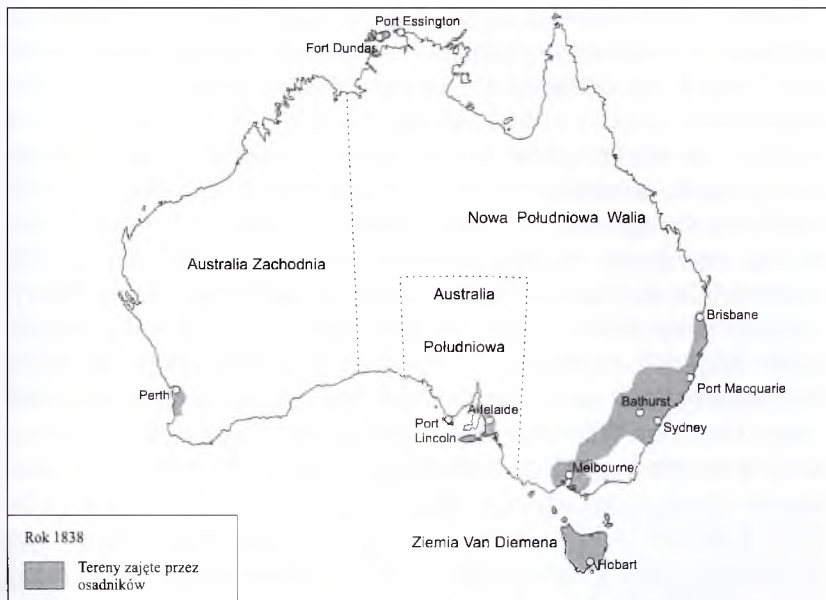 Port Essington
Fort Dundas
Nowa Południowa Walia
Australia Zachodnia
Australia
Południowa
Brisbane
Perth
Port Macquarie
Bathurst
Adelaide
Port
Lincoln
Sydney
Melbourne
Rok 1838
Ziemia Van Diemena
Tereny zajęte przez
osadników
Hobart